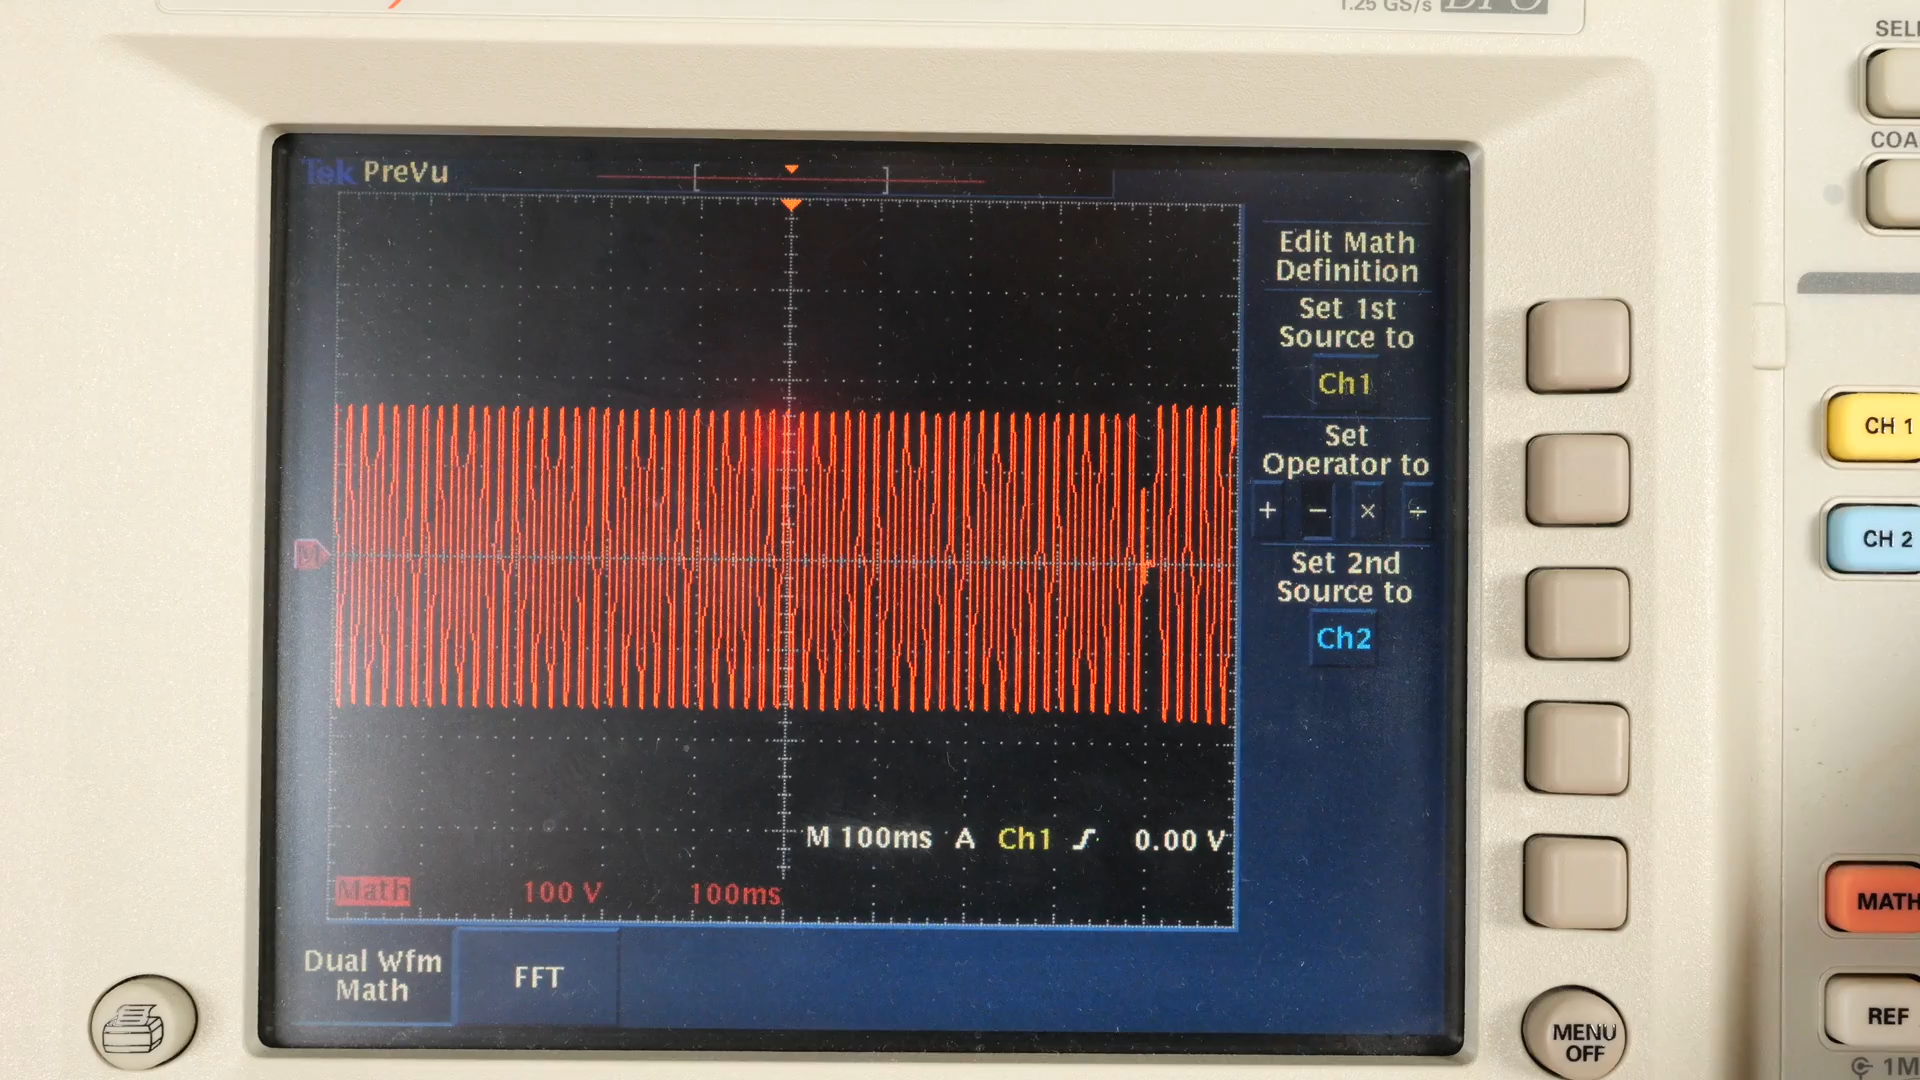 1.25 GS/s DPO
Tek PreVu
Edit Math
Definition
Set 1st
Source to
Ch1
Set
Operator to
+ − × ÷
Set 2nd
Source to
Ch2
M 100ms A Ch1 0.00 V
Math 100 V 100ms
M
Dual Wfm
Math
FFT
CH 1
CH 2
MATH
REF
MENU
OFF
1M